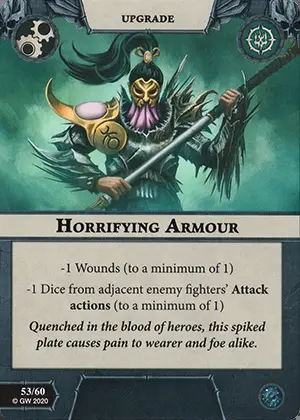 UPGRADE
HORRIFYING ARMOUR
-1 Wounds (to a minimum of 1)
-1 Dice from adjacent enemy fighters' Attack
actions (to a minimum of 1)
Quenched in the blood of heroes, this spiked
plate causes pain to wearer and foe alike.
53/60
© GW 2020